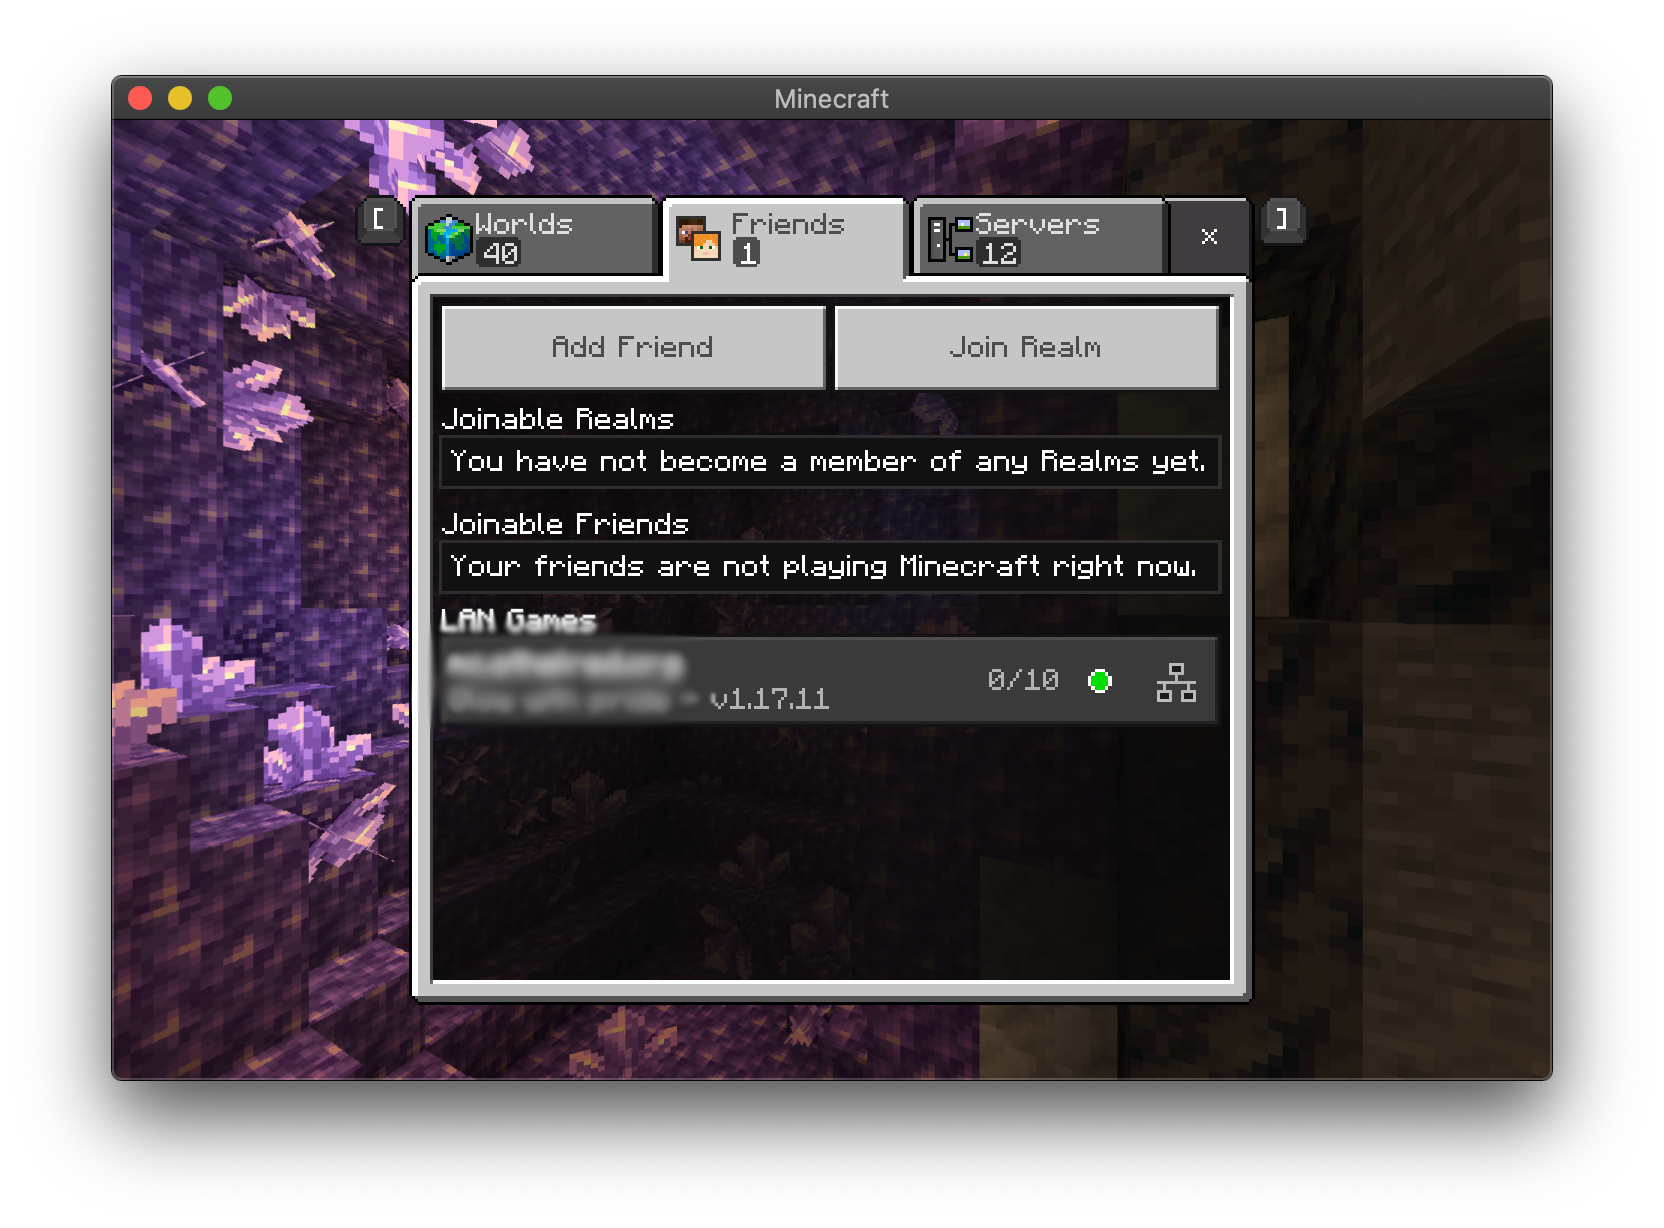 Minecraft
[
Worlds
40
Friends
1
Servers
12
x
]
Add Friend
Join Realm
Joinable Realms
You have not become a member of any Realms yet.
Joinable Friends
Your friends are not playing Minecraft right now.
LAN Games
0/10
- v1.17.11